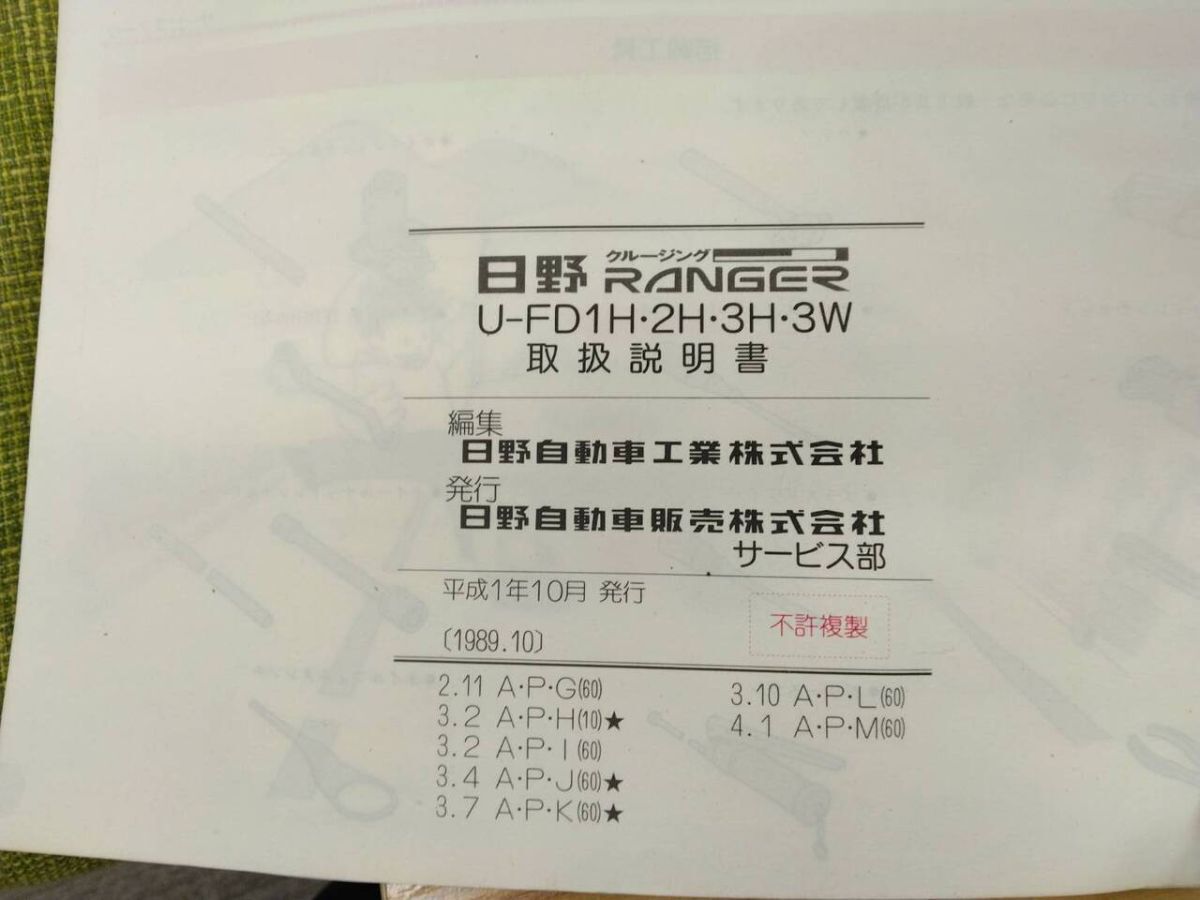 クルージング
日野 RANGER
U-FD1H・2H・3H・3W
取扱説明書
編集
日野自動車工業株式会社
発行
日野自動車販売株式会社
サービス部
平成1年10月 発行
〔1989.10〕
不許複製
2.11 A・P・G(60)
3.2 A・P・H(10)★
3.2 A・P・I(60)
3.4 A・P・J(60)★
3.7 A・P・K(60)★
3.10 A・P・L(60)
4.1 A・P・M(60)